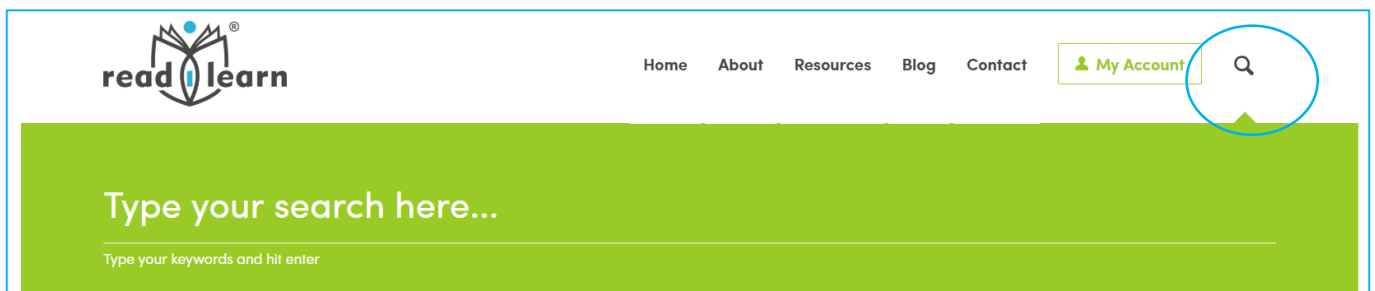 ®
read i learn
Home About Resources Blog Contact My Account
Type your search here...
Type your keywords and hit enter